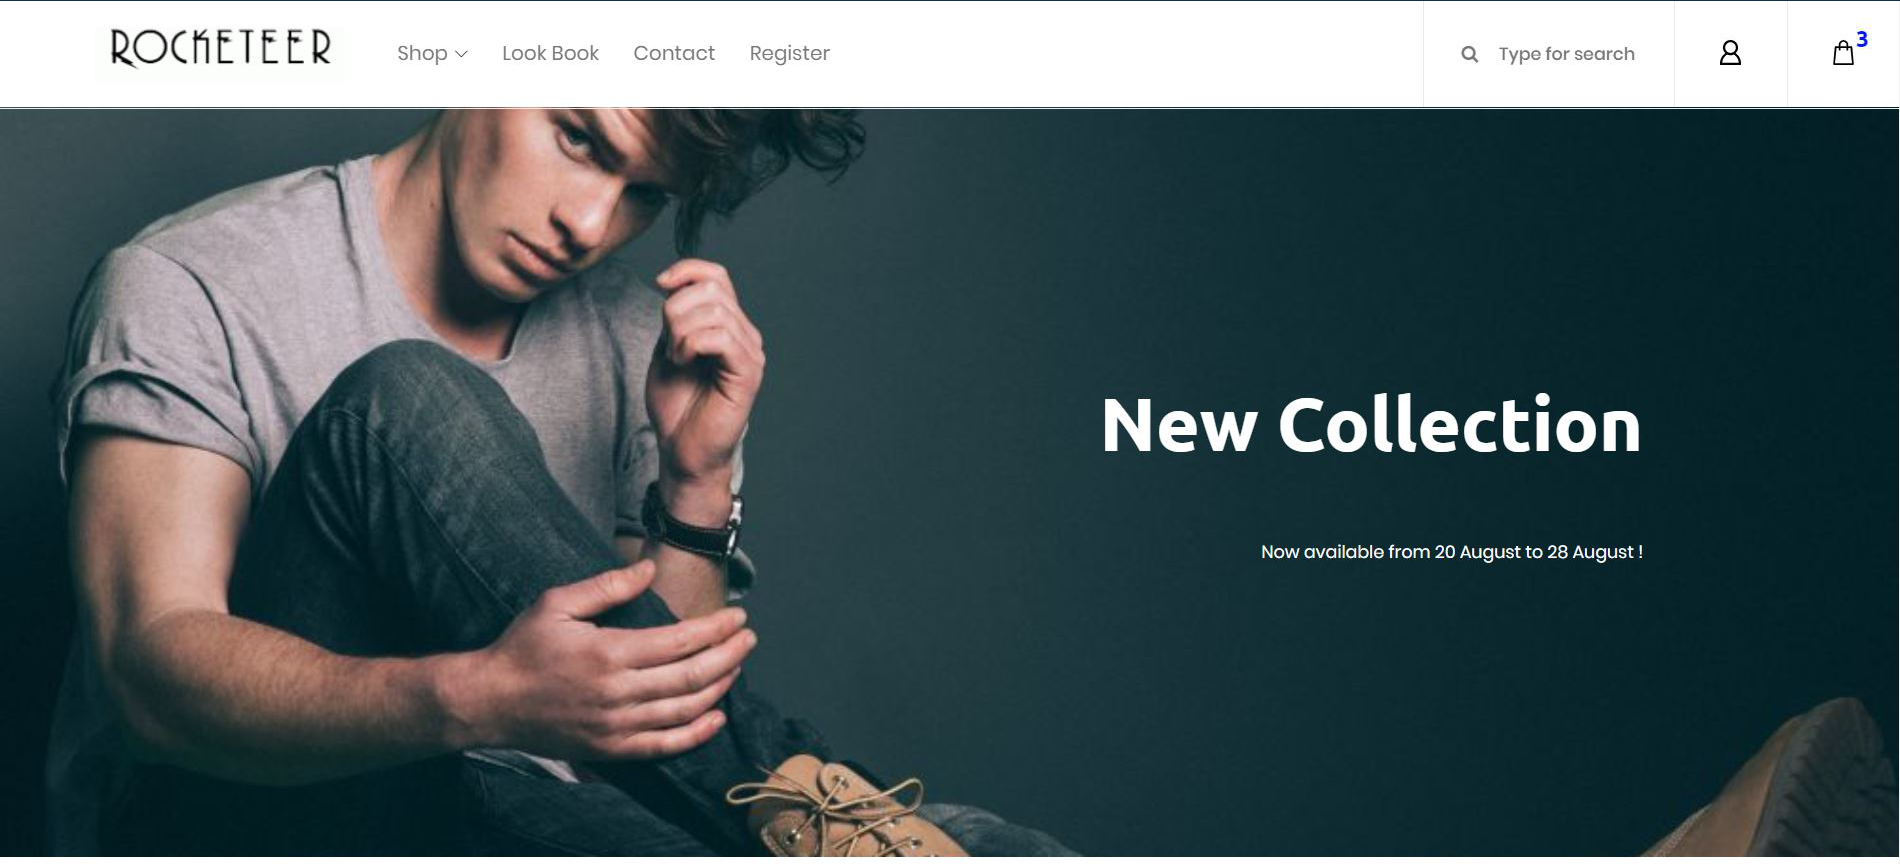 ROCKETEER
Shop
Look Book
Contact
Register
Type for search
3
New Collection
Now available from 20 August to 28 August !